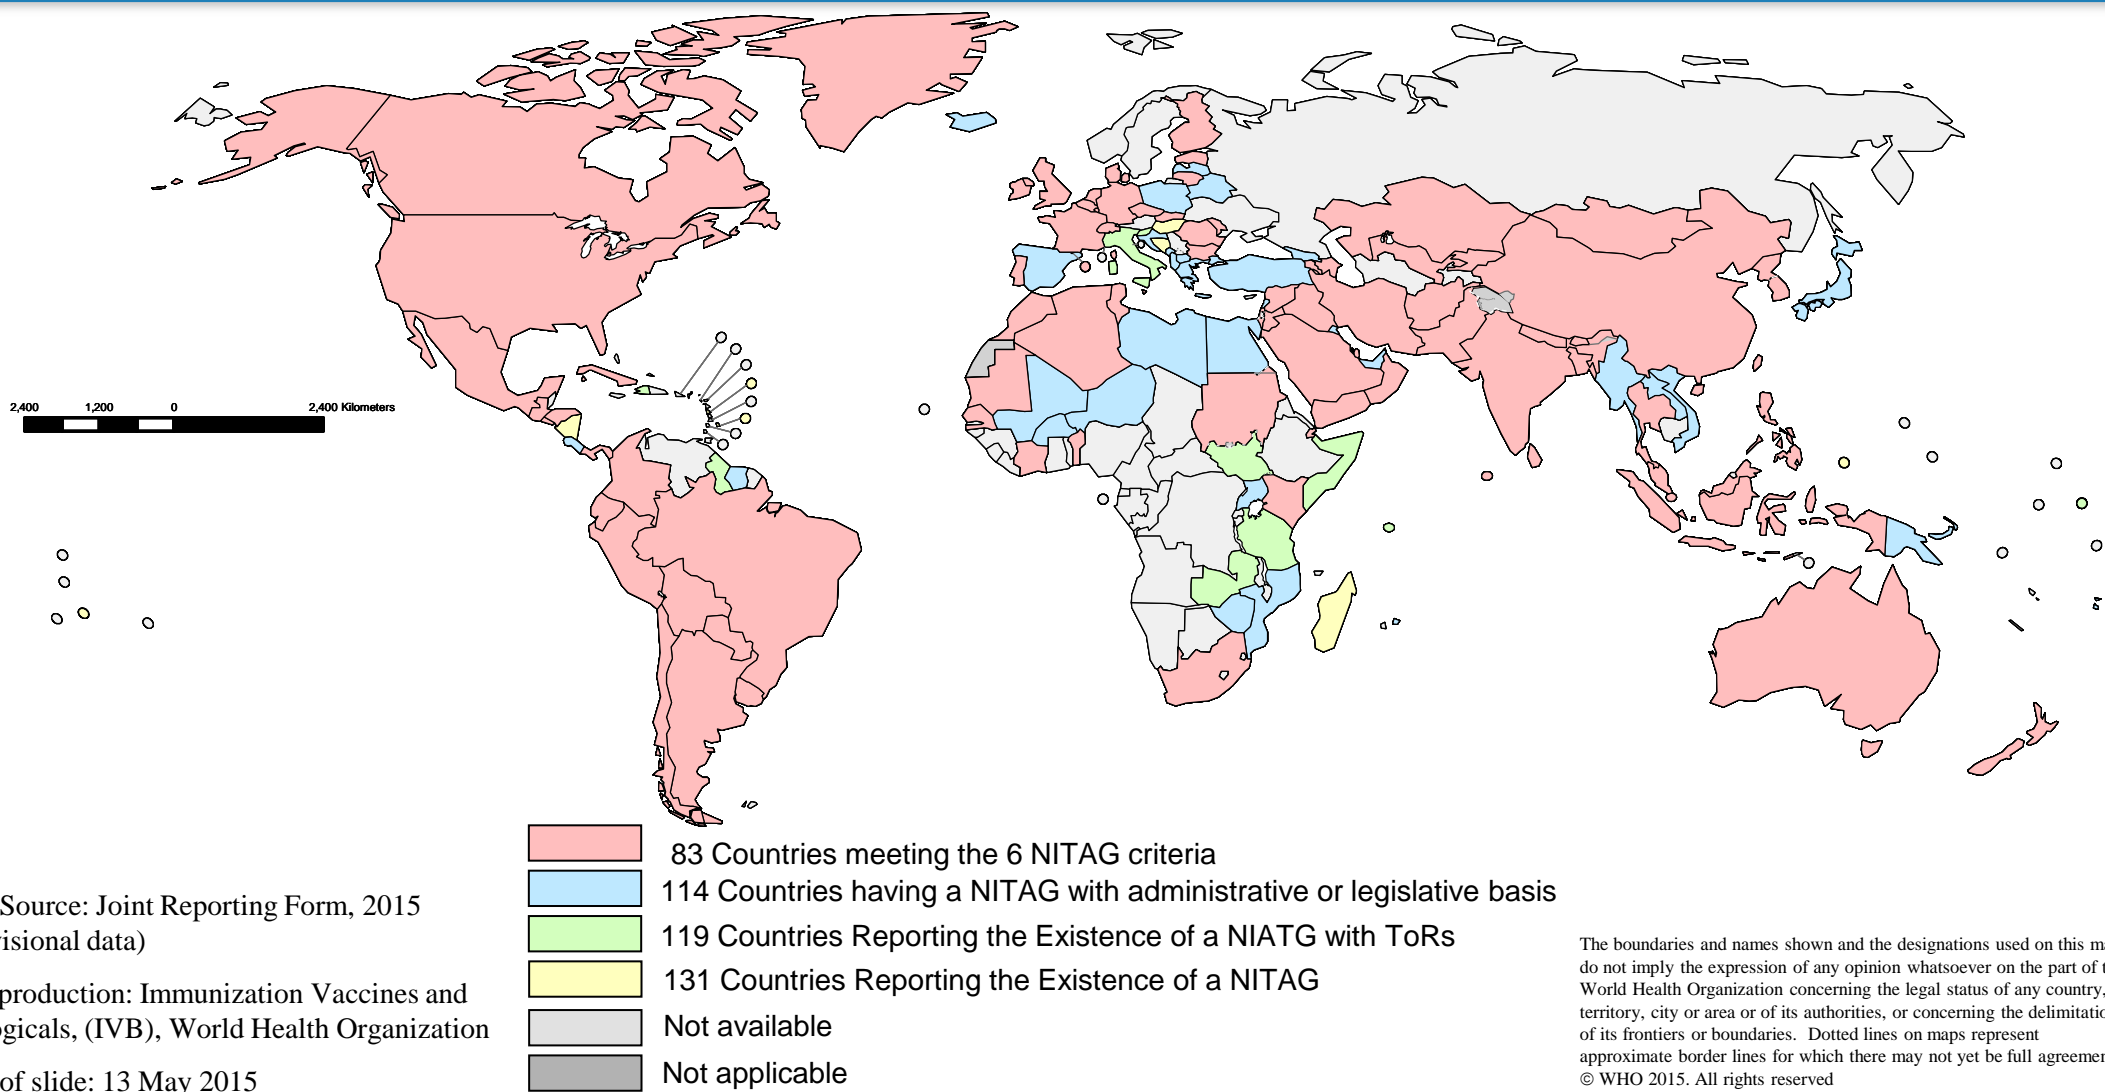 2,400 1,200 0 2,400 Kilometers
83 Countries meeting the 6 NITAG criteria
114 Countries having a NITAG with administrative or legislative basis
119 Countries Reporting the Existence of a NIATG with ToRs
131 Countries Reporting the Existence of a NITAG
Not available
Not applicable
Source: Joint Reporting Form, 2015
visional data)
production: Immunization Vaccines and
ogicals, (IVB), World Health Organization
of slide: 13 May 2015
The boundaries and names shown and the designations used on this ma
do not imply the expression of any opinion whatsoever on the part of t
World Health Organization concerning the legal status of any country,
territory, city or area or of its authorities, or concerning the delimitatio
of its frontiers or boundaries. Dotted lines on maps represent
approximate border lines for which there may not yet be full agreemen
© WHO 2015. All rights reserved